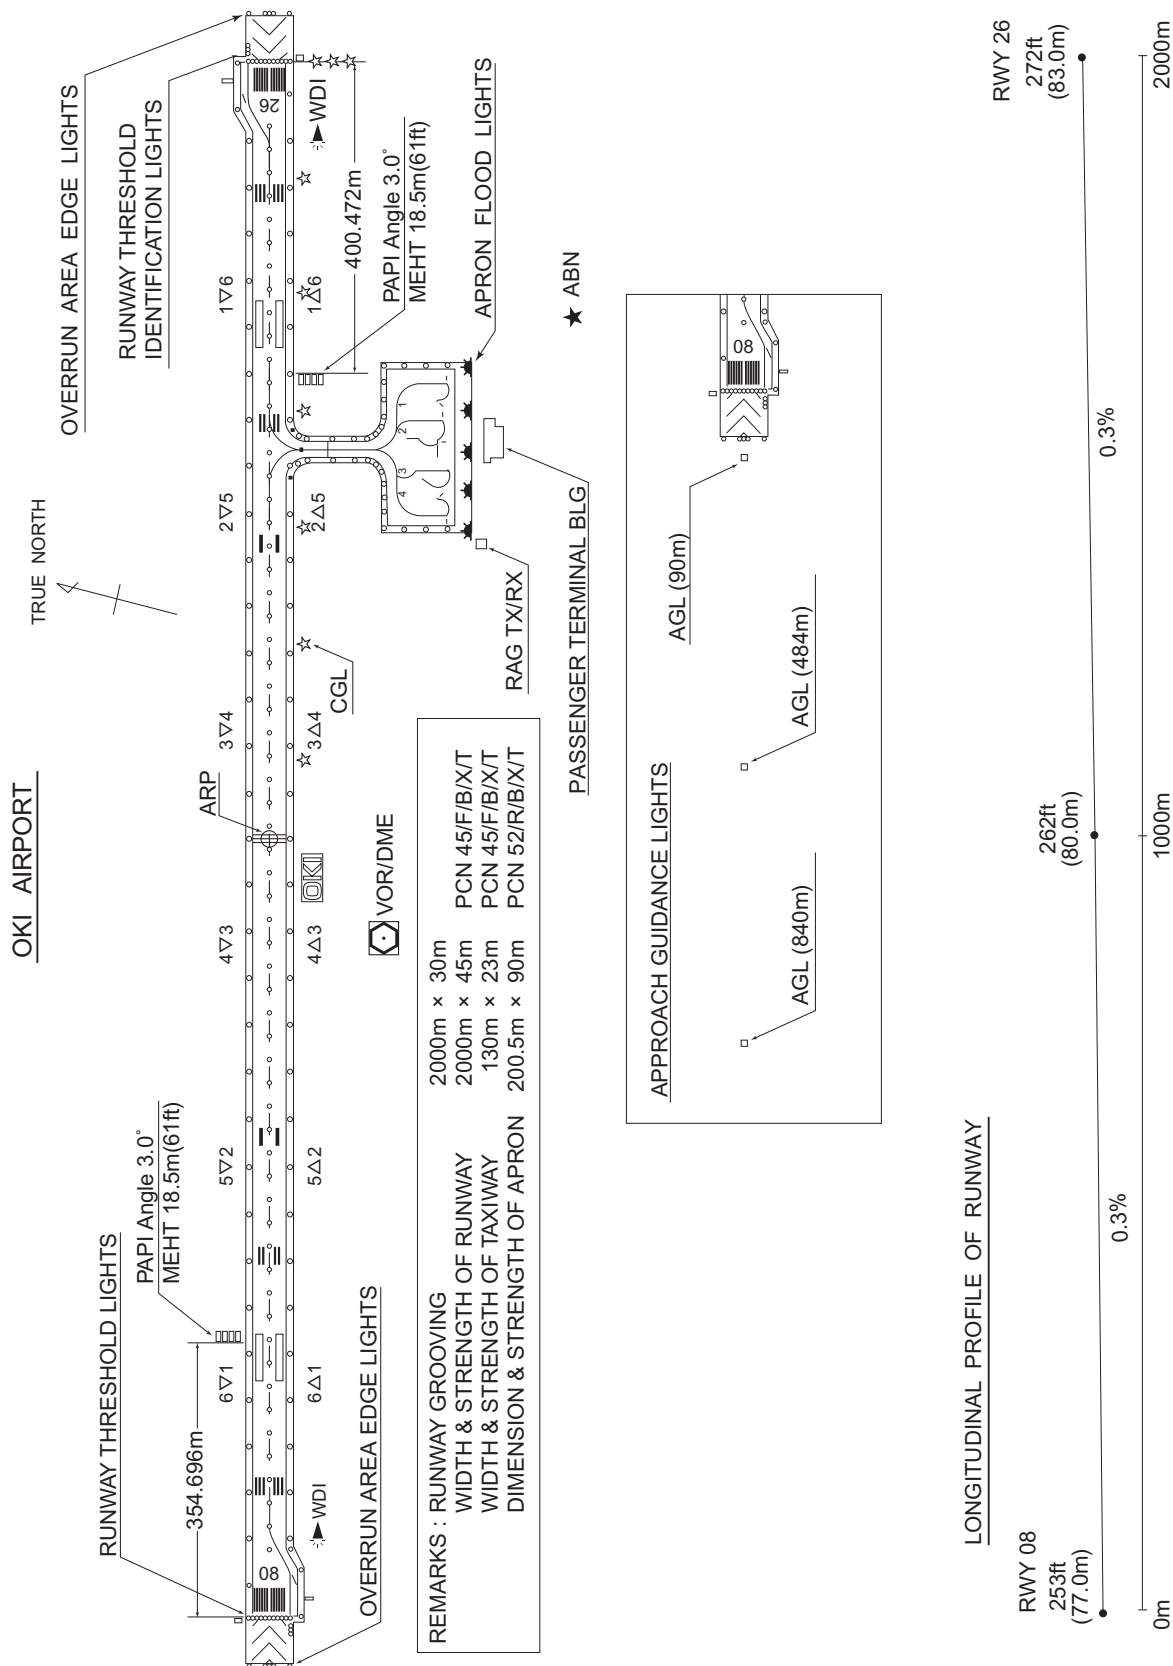 OKI AIRPORT
TRUE NORTH
OVERRUN AREA EDGE LIGHTS
RUNWAY THRESHOLD
IDENTIFICATION LIGHTS
RUNWAY THRESHOLD LIGHTS
PAPI Angle 3.0°
MEHT 18.5m(61ft)
354.696m
ARP
6▽1
5▽2
4▽3
3▽4
2▽5
1▽6
08
26
6△1
5△2
4△3
3△4
2△5
1△6
WDI
OKI
CGL
WDI
400.472m
PAPI Angle 3.0°
MEHT 18.5m(61ft)
OVERRUN AREA EDGE LIGHTS
VOR/DME
4
3
2
1
APRON FLOOD LIGHTS
RAG TX/RX
PASSENGER TERMINAL BLG
ABN
REMARKS : RUNWAY GROOVING 2000m × 30m
WIDTH & STRENGTH OF RUNWAY 2000m × 45m PCN 45/F/B/X/T
WIDTH & STRENGTH OF TAXIWAY 130m × 23m PCN 45/F/B/X/T
DIMENSION & STRENGTH OF APRON 200.5m × 90m PCN 52/R/B/X/T
APPROACH GUIDANCE LIGHTS
AGL (840m)
AGL (484m)
AGL (90m)
08
LONGITUDINAL PROFILE OF RUNWAY
RWY 08
253ft
(77.0m)
262ft
(80.0m)
RWY 26
272ft
(83.0m)
0.3%
0.3%
0m
1000m
2000m